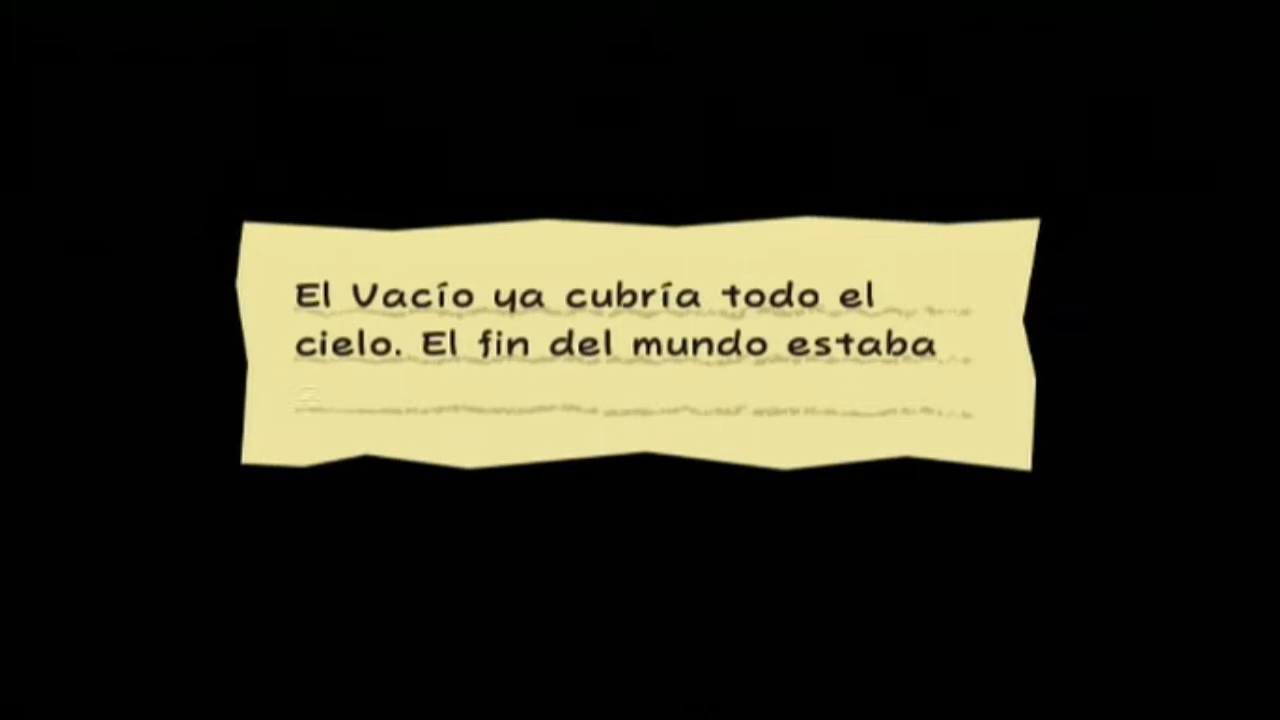 El Vacío ya cubría todo el
cielo. El fin del mundo estaba